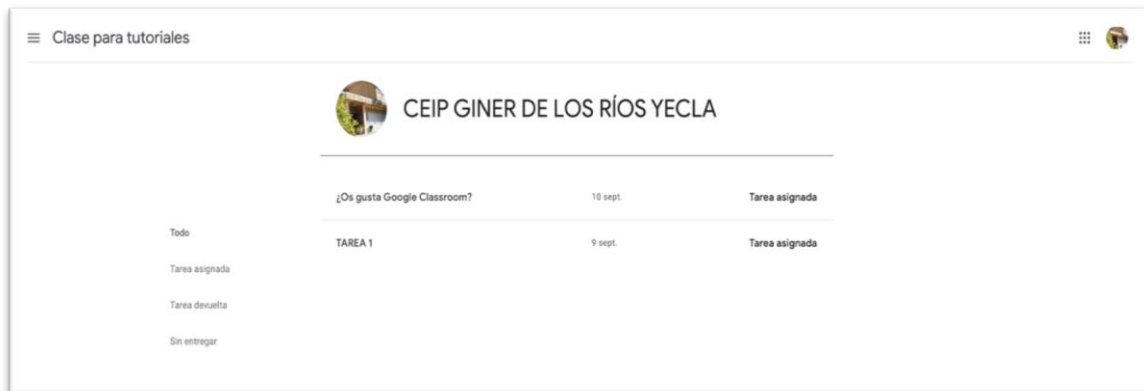 Clase para tutoriales
CEIP GINER DE LOS RÍOS YECLA
¿Os gusta Google Classroom? 10 sept. Tarea asignada
TAREA 1 9 sept. Tarea asignada
Todo
Tarea asignada
Tarea devuelta
Sin entregar